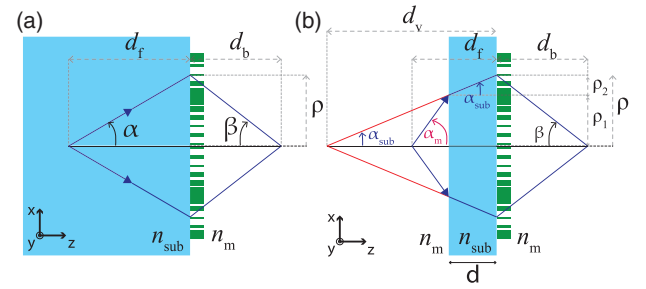 (a)
d_f
d_b
ρ
α
β
x
y
z
n_sub
n_m
(b)
d_v
d_f
d_b
α_sub
ρ_2
ρ
ρ_1
α_sub
α_m
β
x
y
z
n_m
n_sub
n_m
d